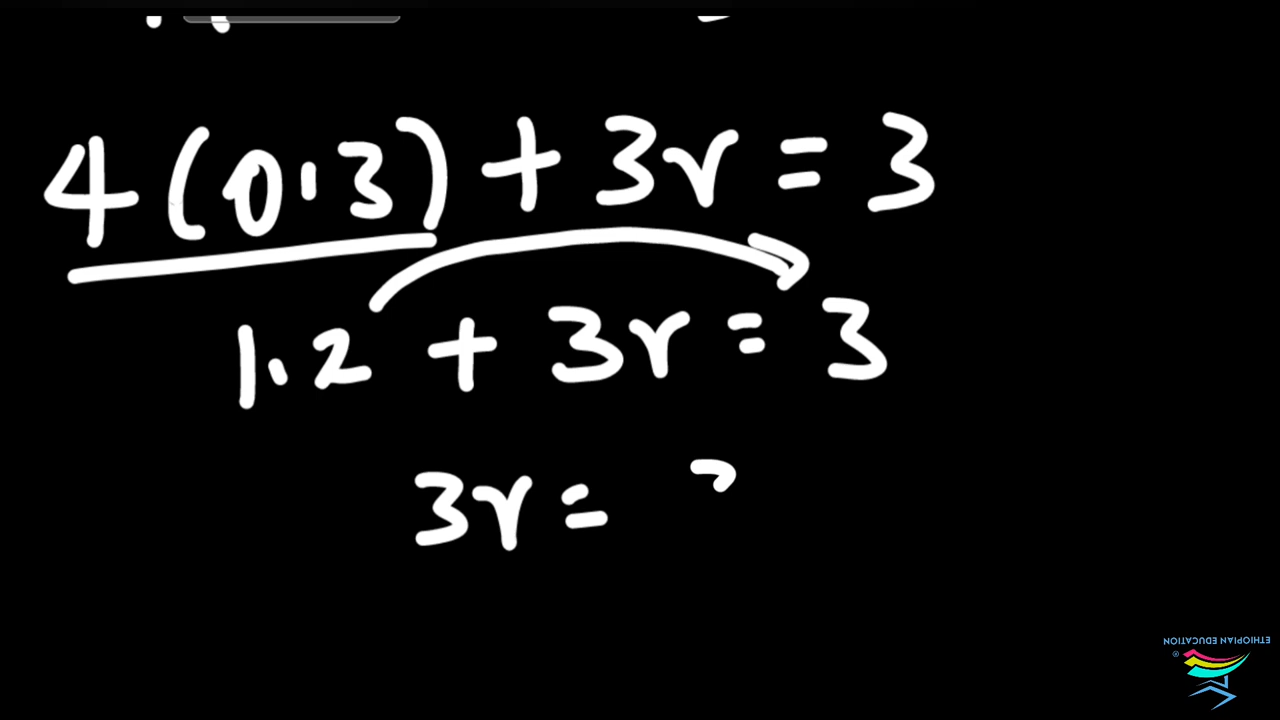 4(0.3) + 3r = 3
1.2 + 3r = 3
3r =
ETHIOPIAN EDUCATION
®